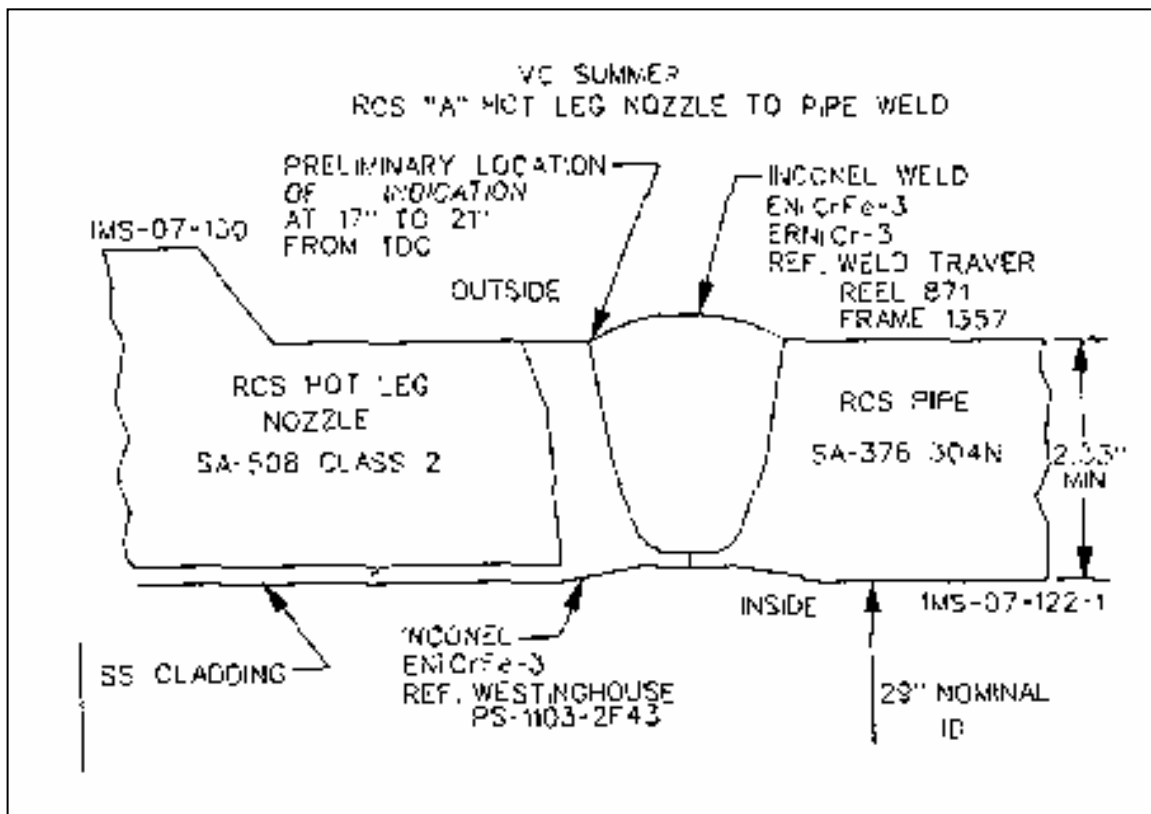 VC SUMMER
RCS "A" HOT LEG NOZZLE TO PIPE WELD
PRELIMINARY LOCATION
OF INDICATION
AT 17" TO 21"
FROM TDC
INCONEL WELD
ENiCrFe-3
ERNiCr-3
REF. WELD TRAVER
REEL 871
FRAME 1357
1MS-07-
OUTSIDE
RCS HOT LEG
NOZZLE
SA-508 CLASS 2
RCS PIPE
SA-376 304N
MIN
INSIDE
1MS-07-122-1
SS CLADDING
INCONEL
ENiCrFe-3
REF. WESTINGHOUSE
PS-1103-2F43
29" NOMINAL
ID